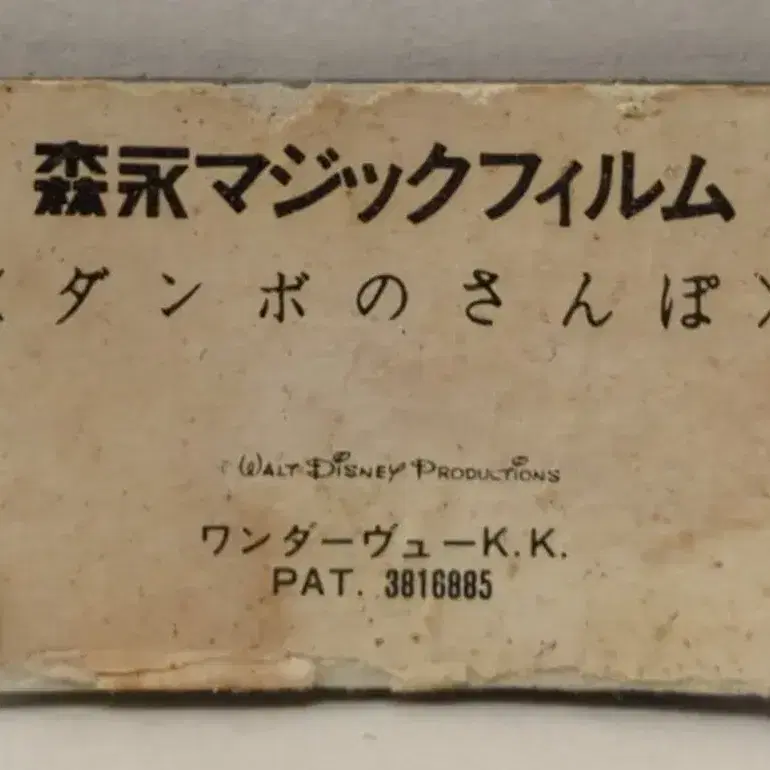 森永マジックフィルム
〈ダンボのさんぽ〉
© WALT DISNEY PRODUCTIONS
ワンダーヴューK.K.
PAT. 3816885